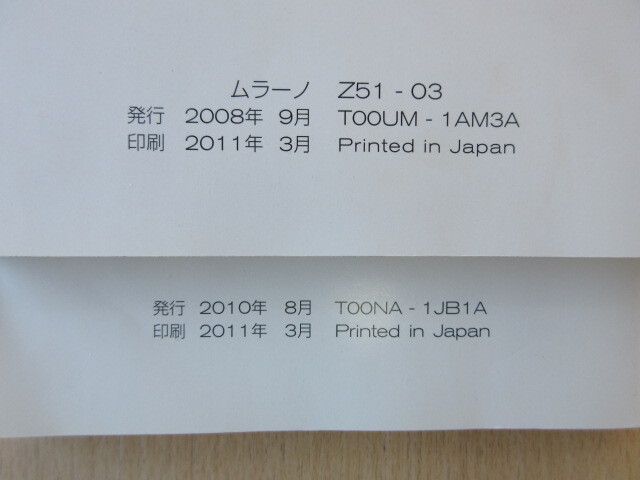 ムラーノ Z51 - 03
発行 2008年 9月 T00UM - 1AM3A
印刷 2011年 3月 Printed in Japan
発行 2010年 8月 T00NA - 1JB1A
印刷 2011年 3月 Printed in Japan